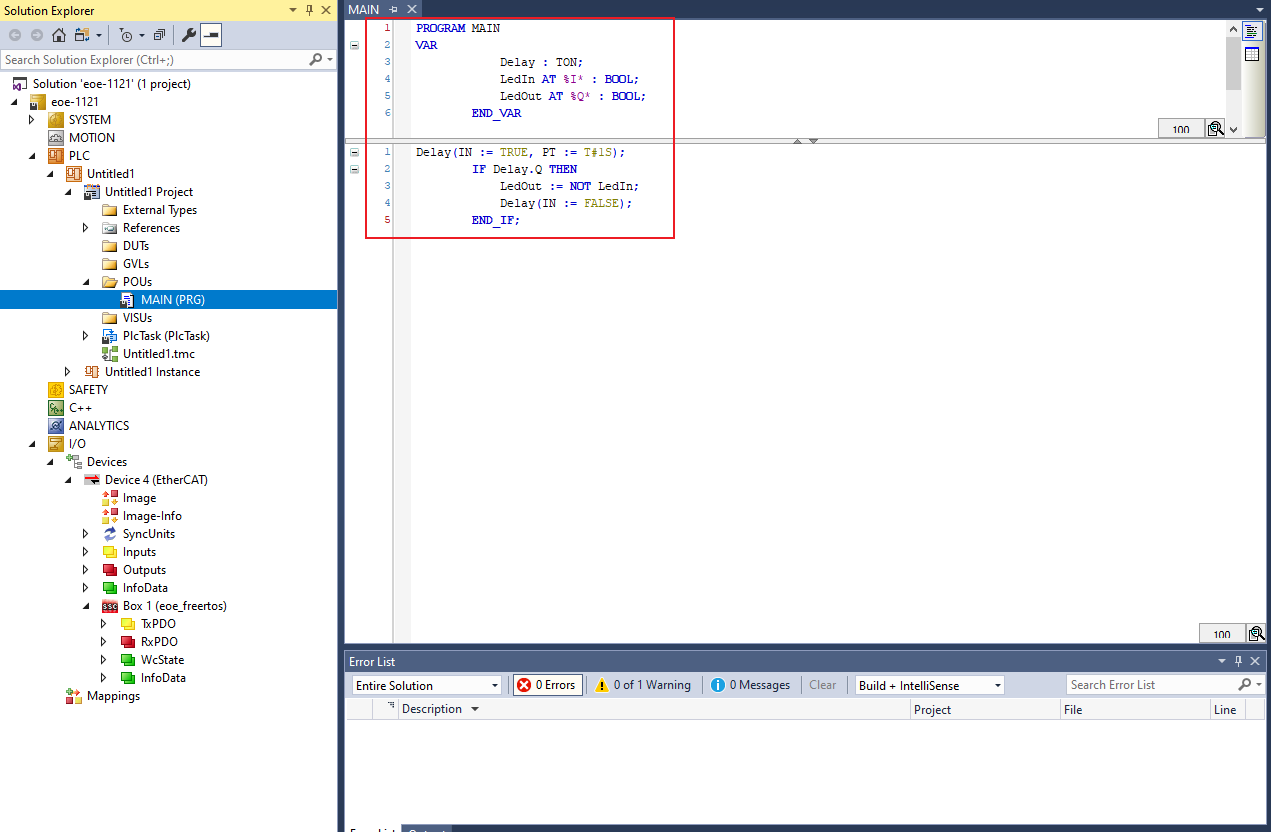 Solution Explorer
Search Solution Explorer (Ctrl+;)
Solution 'eoe-1121' (1 project)
eoe-1121
SYSTEM
MOTION
PLC
Untitled1
Untitled1 Project
External Types
References
DUTs
GVLs
POUs
MAIN (PRG)
VISUs
PlcTask (PlcTask)
Untitled1.tmc
Untitled1 Instance
SAFETY
C++
ANALYTICS
I/O
Devices
Device 4 (EtherCAT)
Image
Image-Info
SyncUnits
Inputs
Outputs
InfoData
Box 1 (eoe_freertos)
TxPDO
RxPDO
WcState
InfoData
Mappings
MAIN
1 PROGRAM MAIN
2 VAR
3 Delay : TON;
4 LedIn AT %I* : BOOL;
5 LedOut AT %Q* : BOOL;
6 END_VAR
100
1 Delay(IN := TRUE, PT := T#1S);
2 IF Delay.Q THEN
3 LedOut := NOT LedIn;
4 Delay(IN := FALSE);
5 END_IF;
100
Error List
Entire Solution 0 Errors 0 of 1 Warning 0 Messages Clear Build + IntelliSense Search Error List
Description Project File Line